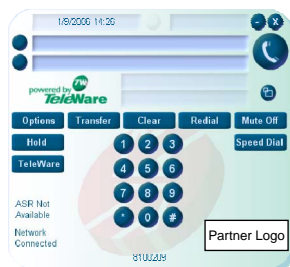 1/9/2006 14:26
- X
powered by TW
TeleWare
Options Transfer Clear Redial Mute Off
Hold 1 2 3 Speed Dial
TeleWare 4 5 6
7 8 9
ASR Not
Available
* 0 #
Network
Connected
Partner Logo
8100209